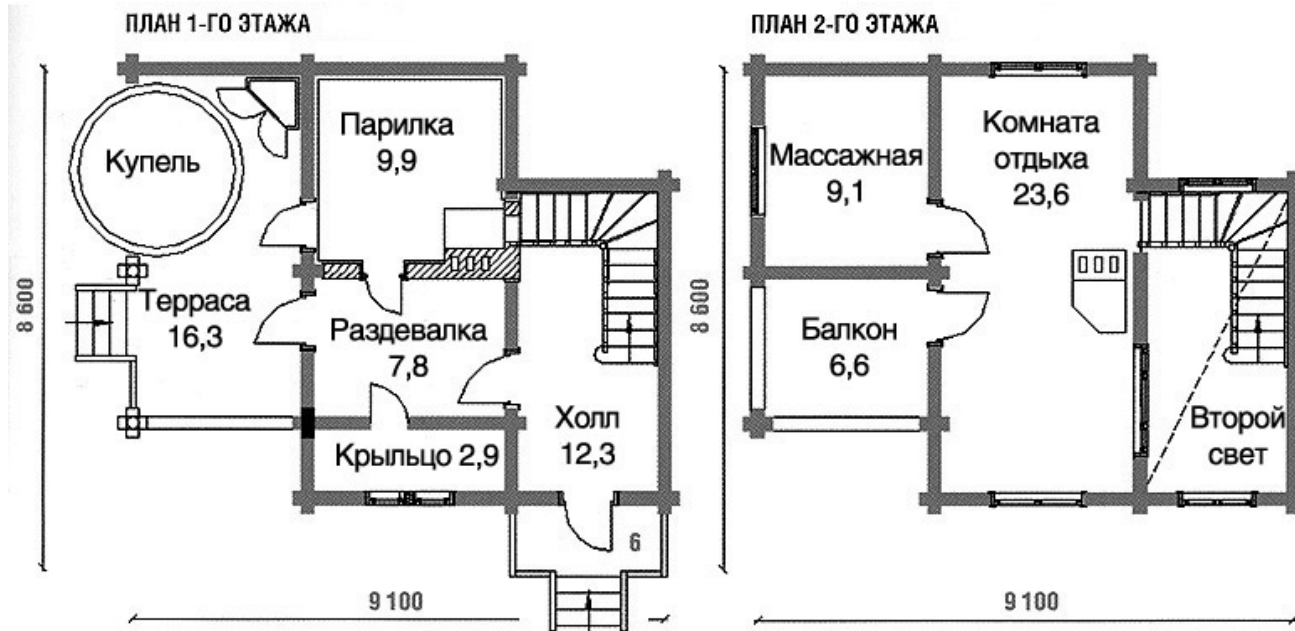 ПЛАН 1-ГО ЭТАЖА
Купель
Парилка
9,9
Терраса
16,3
Раздевалка
7,8
Холл
12,3
Крыльцо 2,9
6
8 600
9 100
ПЛАН 2-ГО ЭТАЖА
Массажная
9,1
Комната
отдыха
23,6
Балкон
6,6
Второй
свет
8 600
9 100